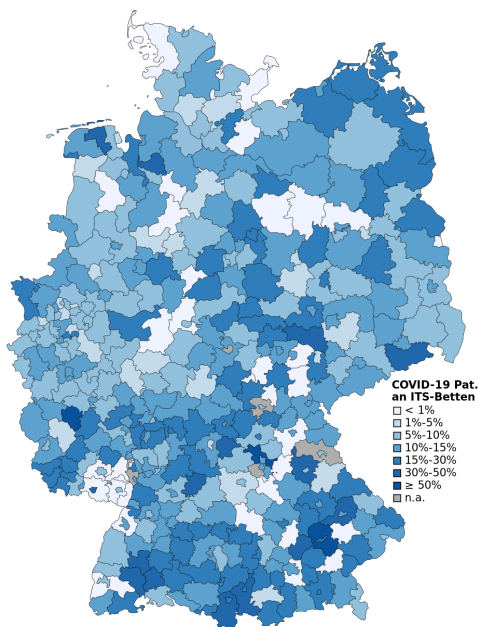 COVID-19 Pat.
an ITS-Betten
< 1%
1%-5%
5%-10%
10%-15%
15%-30%
30%-50%
≥ 50%
n.a.